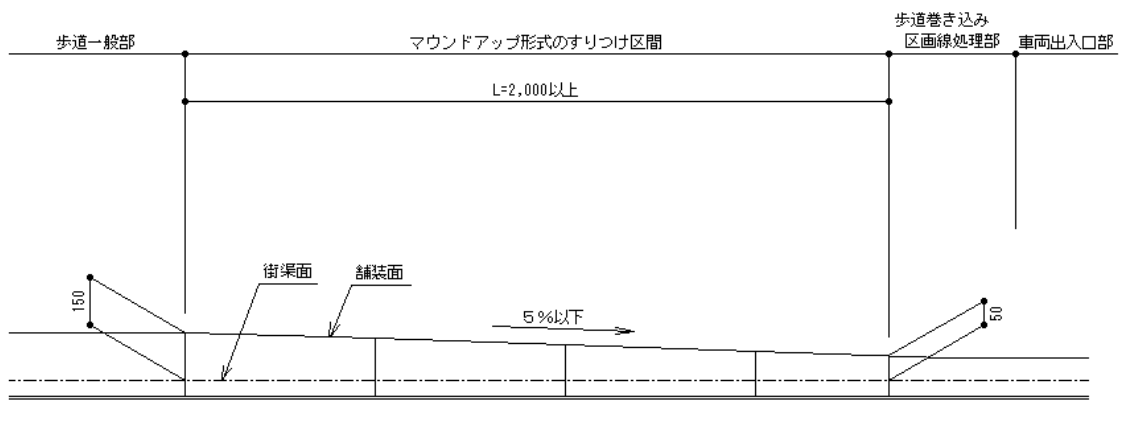 歩道一般部
マウンドアップ形式のすりつけ区間
歩道巻き込み
区画線処理部
車両出入口部
L=2,000以上
街渠面
舗装面
150
5%以下
50